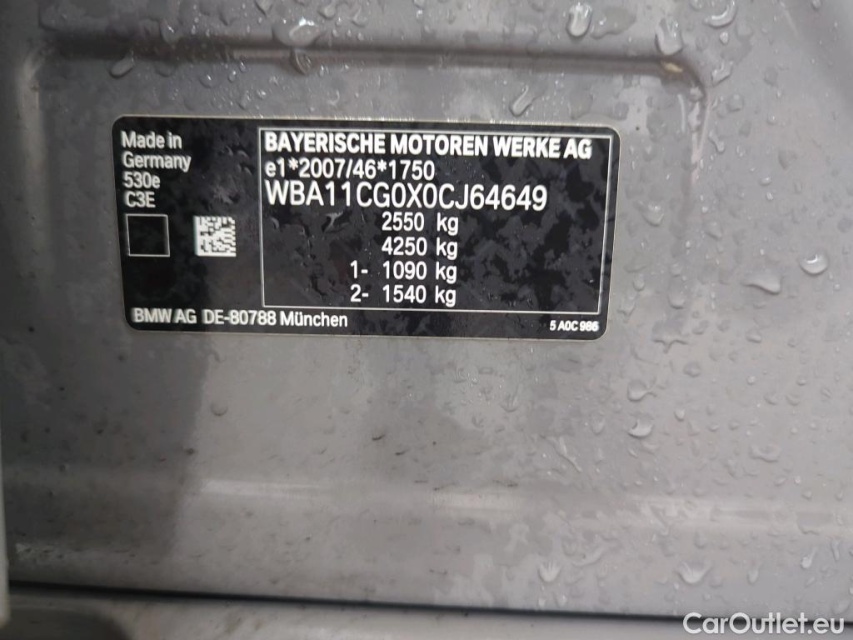 Made in
Germany
530e
C3E
BAYERISCHE MOTOREN WERKE AG
e1*2007/46*1750
WBA11CG0X0CJ64649
2550 kg
4250 kg
1- 1090 kg
2- 1540 kg
BMW AG DE-80788 München
5 A0C 986
CarOutlet.eu